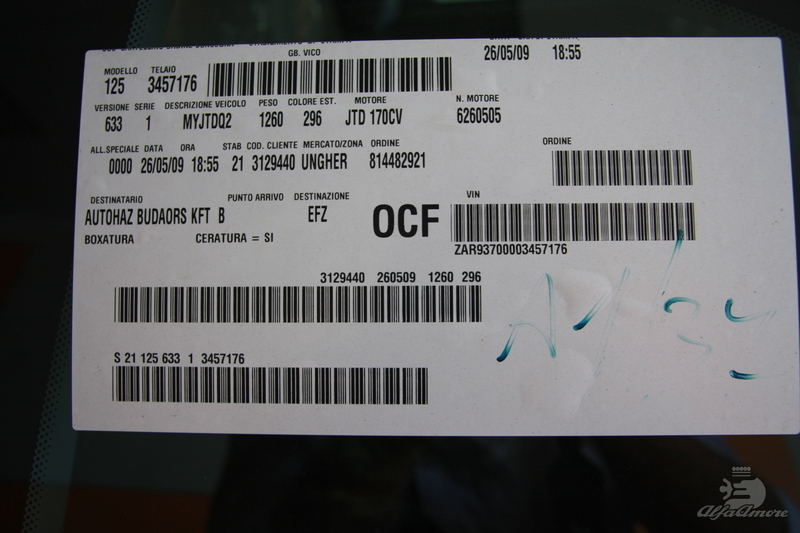 GB. VICO
26/05/09 18:55
MODELLO TELAIO
125 3457176
VERSIONE SERIE DESCRIZIONE VEICOLO PESO COLORE EST. MOTORE N. MOTORE
633 1 MYJTDQ2 1260 296 JTD 170CV 6260505
ALL.SPECIALE DATA ORA STAB COD. CLIENTE MERCATO/ZONA ORDINE ORDINE
0000 26/05/09 18:55 21 3129440 UNGHER 814482921
DESTINATARIO PUNTO ARRIVO DESTINAZIONE VIN
AUTOHAZ BUDAORS KFT B EFZ OCF
BOXATURA CERATURA = SI ZAR93700003457176
3129440 260509 1260 296
S 21 125 633 1 3457176
AlfaAmore